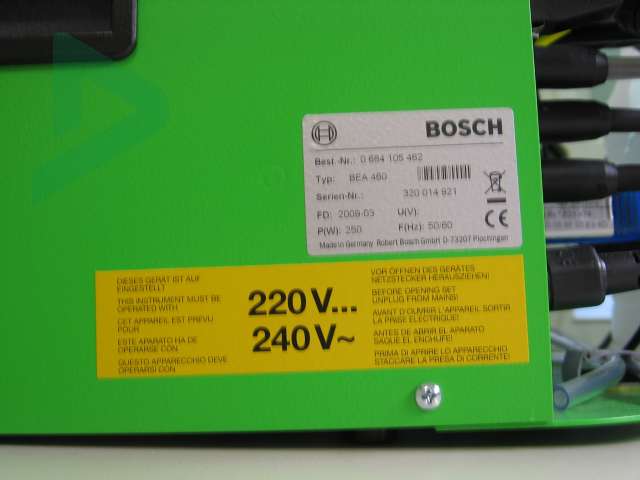 BOSCH
Best.-Nr.: 0 684 105 462
Typ: BEA 460
Serien-Nr.: 320 014 921
FD: 2009-03 U(V):
P(W): 250 F(Hz): 50/60
CE
Made in Germany Robert Bosch GmbH D-73207 Plochingen
DIESES GERÄT IST AUF
EINGESTELLT
THIS INSTRUMENT MUST BE
OPERATED WITH
CET APPAREIL EST PREVU
POUR
ESTE APARATO HA DE
OPERARSE CON
QUESTO APPARECCHIO DEVE
OPERARSI CON
220V...
240V~
VOR ÖFFNEN DES GERÄTES
NETZSTECKER HERAUSZIEHEN!
BEFORE OPENING SET
UNPLUG FROM MAINS!
AVANT D'OUVRIR L'APPAREIL SORTIR
LA PRISE ELECTRIQUE!
ANTES DE ABRIR EL APARATO
SAQUE EL ENCHUFE!
PRIMA DI APRIRE LO APPARECCHIO
STACCARE LA PRESA DI CORRENTE!